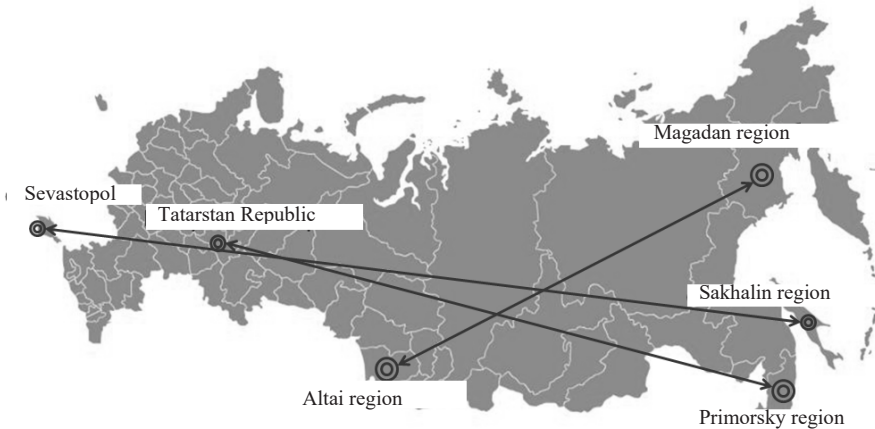 Magadan region
Sevastopol
Tatarstan Republic
Sakhalin region
Altai region
Primorsky region